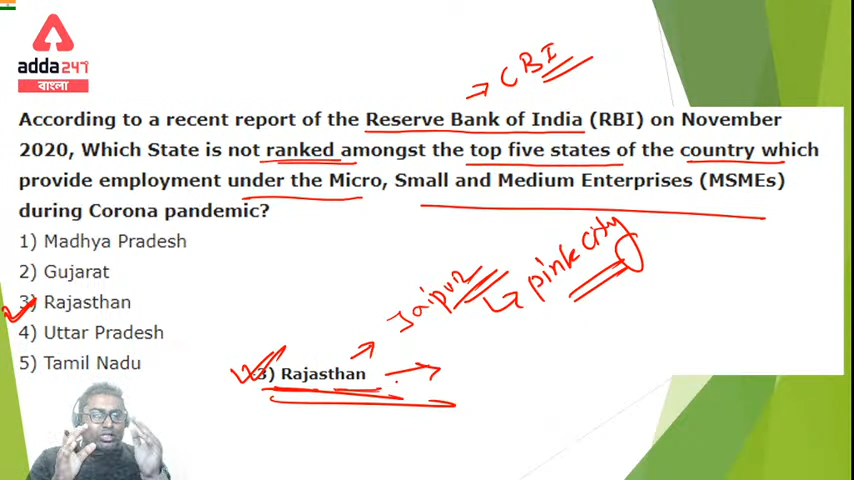 adda247
বাংলা
→ CBI
According to a recent report of the Reserve Bank of India (RBI) on November
2020, Which State is not ranked amongst the top five states of the country which
provide employment under the Micro, Small and Medium Enterprises (MSMEs)
during Corona pandemic?
1) Madhya Pradesh
2) Gujarat
3) Rajasthan
4) Uttar Pradesh
5) Tamil Nadu
Jaipur
pink city
3) Rajasthan